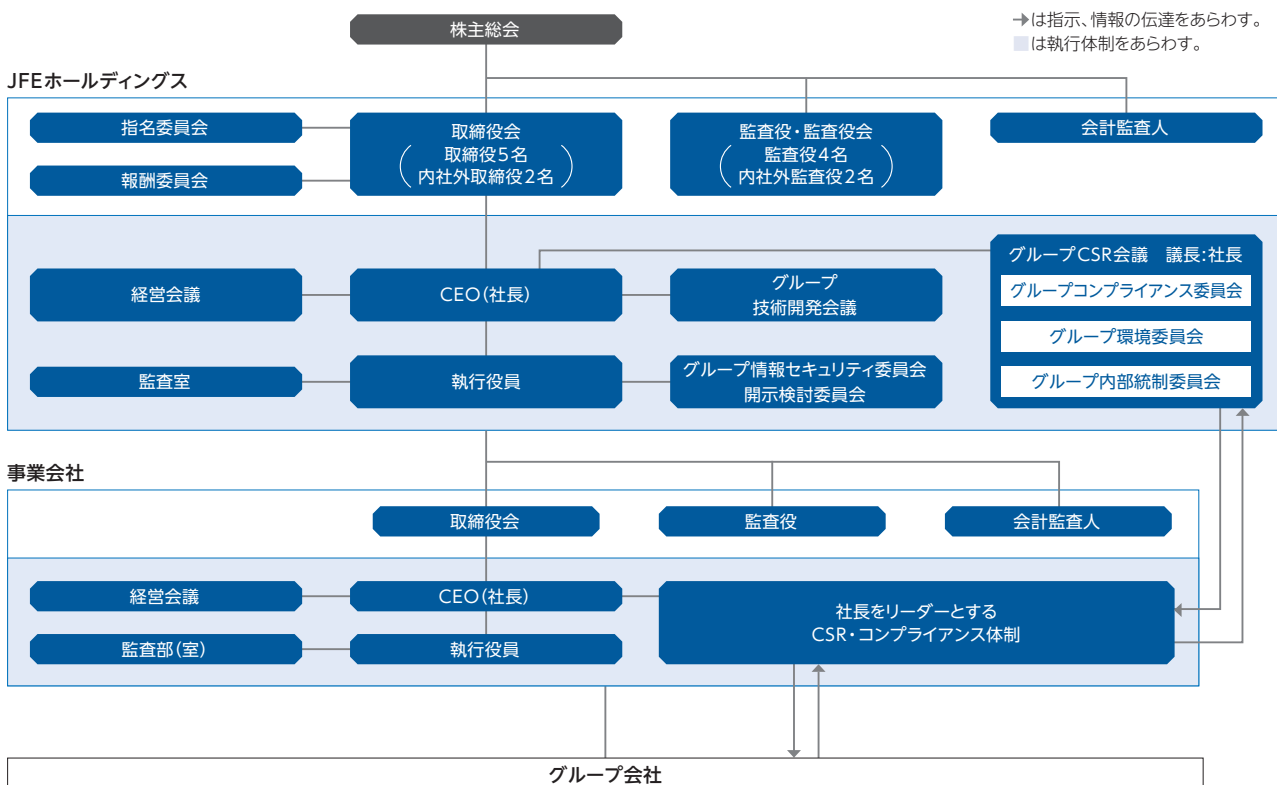 株主総会
→は指示、情報の伝達をあらわす。
は執行体制をあらわす。
JFEホールディングス
指名委員会
報酬委員会
取締役会
取締役5名
内社外取締役2名
監査役・監査役会
監査役4名
内社外監査役2名
会計監査人
経営会議
CEO(社長)
グループ
技術開発会議
グループCSR会議 議長:社長
グループコンプライアンス委員会
グループ環境委員会
グループ内部統制委員会
監査室
執行役員
グループ情報セキュリティ委員会
開示検討委員会
事業会社
取締役会
監査役
会計監査人
経営会議
CEO(社長)
社長をリーダーとする
CSR・コンプライアンス体制
監査部(室)
執行役員
グループ会社